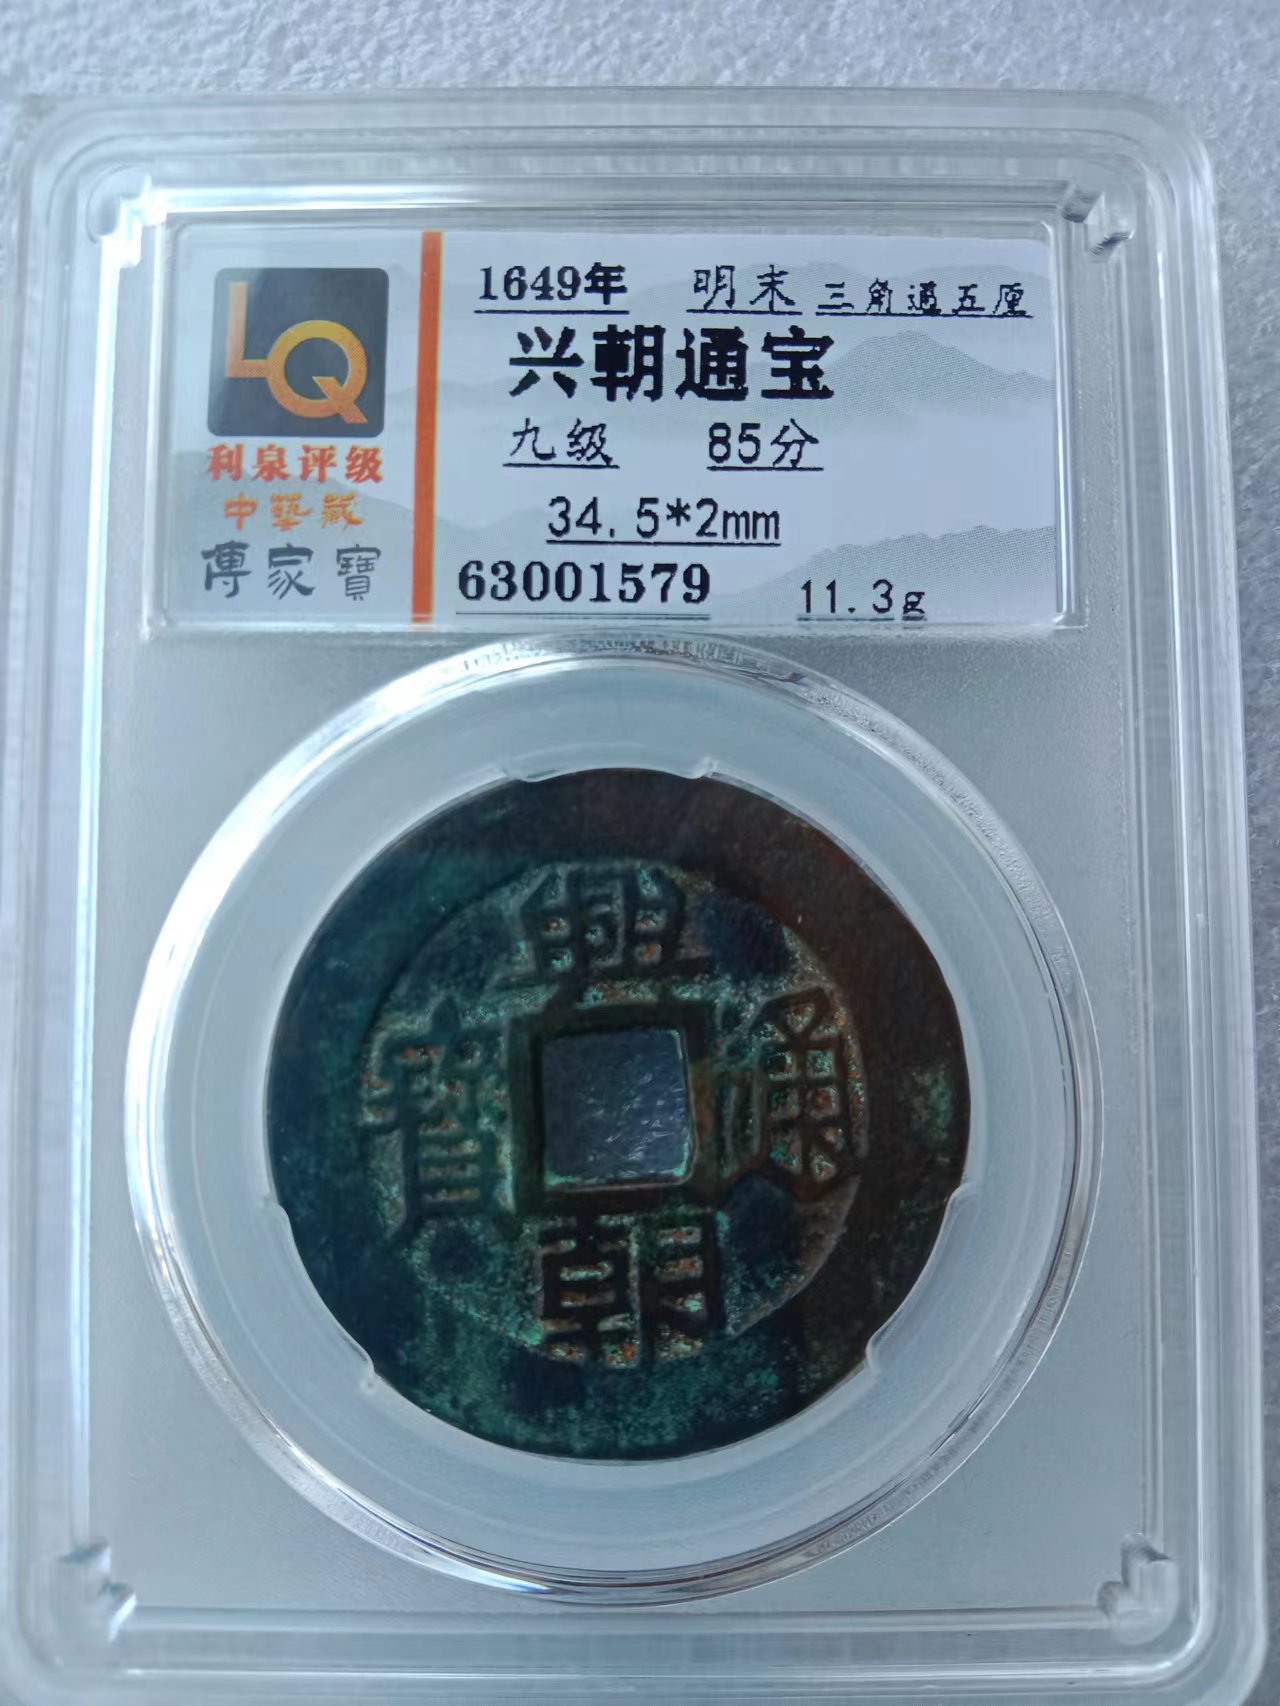 LQ
利泉评级
中藝藏
傳家寶
1649年 明末 三角通五厘
兴朝通宝
九级 85分
34.5*2mm
63001579 11.3g
興朝通寶